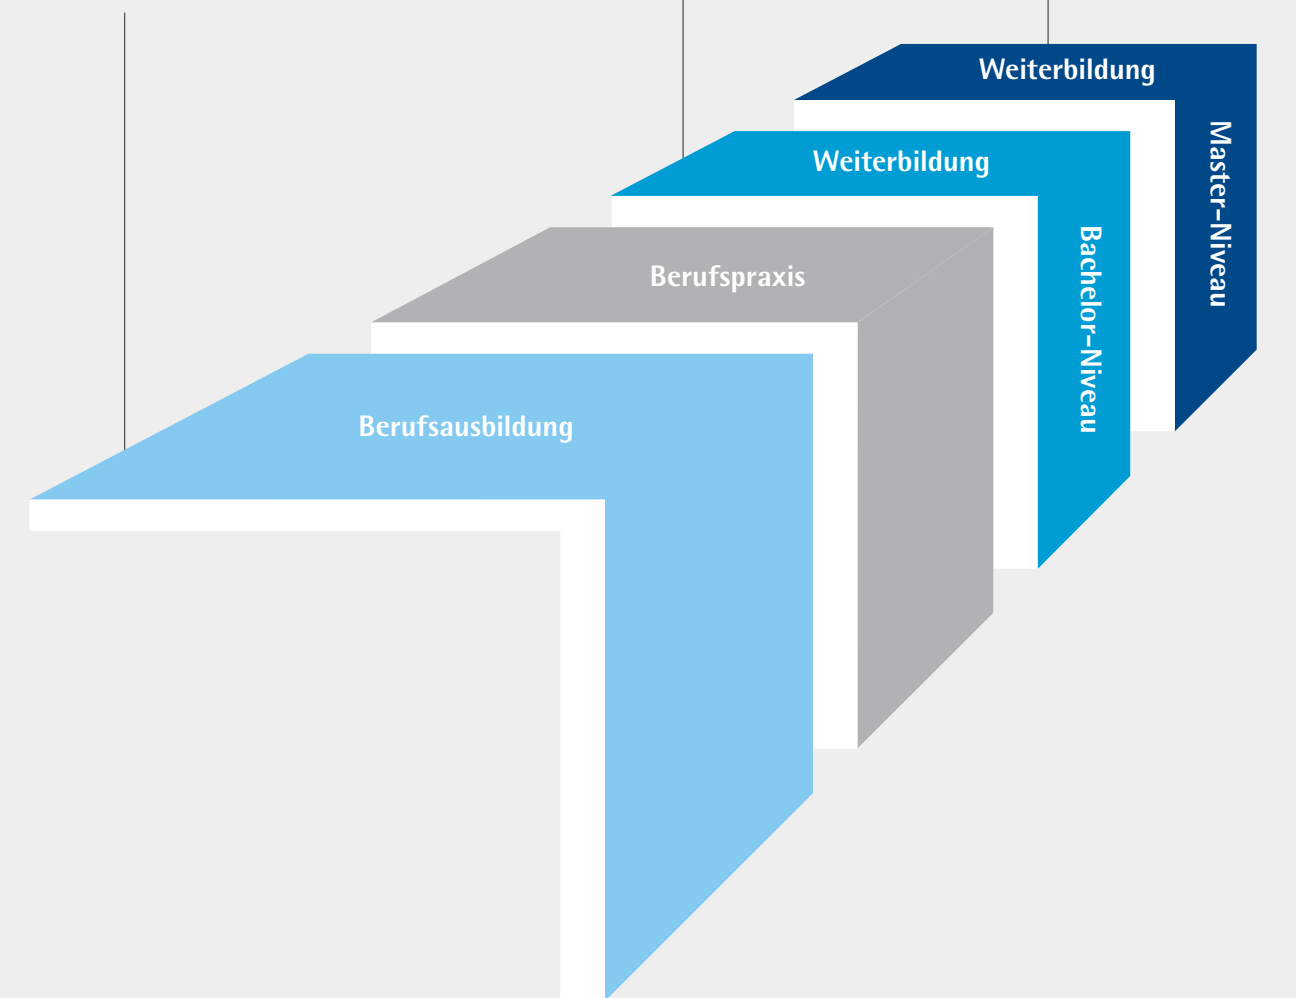 Weiterbildung
Master-Niveau
Weiterbildung
Bachelor-Niveau
Berufspraxis
Berufsausbildung